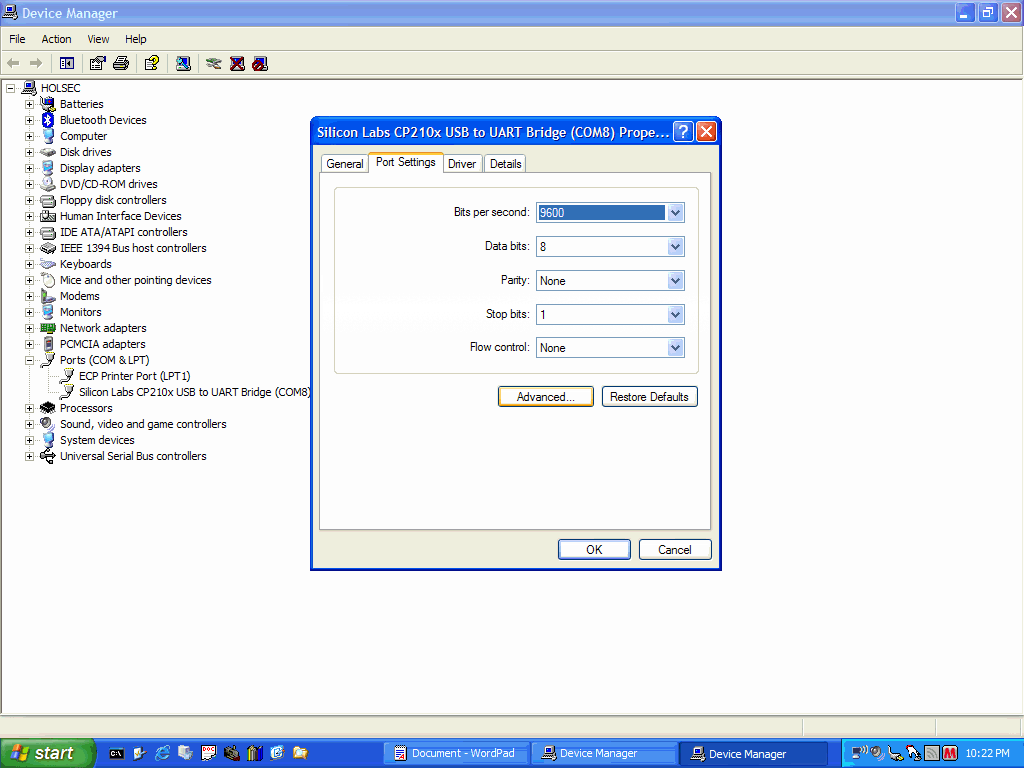 Device Manager
File Action View Help
HOLSEC
Batteries
Bluetooth Devices
Computer
Disk drives
Display adapters
DVD/CD-ROM drives
Floppy disk controllers
Human Interface Devices
IDE ATA/ATAPI controllers
IEEE 1394 Bus host controllers
Keyboards
Mice and other pointing devices
Modems
Monitors
Network adapters
PCMCIA adapters
Ports (COM & LPT)
ECP Printer Port (LPT1)
Silicon Labs CP210x USB to UART Bridge (COM8)
Processors
Sound, video and game controllers
System devices
Universal Serial Bus controllers
Silicon Labs CP210x USB to UART Bridge (COM8) Prope...
General Port Settings Driver Details
Bits per second: 9600
Data bits: 8
Parity: None
Stop bits: 1
Flow control: None
Advanced... Restore Defaults
OK Cancel
start Document - WordPad Device Manager Device Manager 10:22 PM